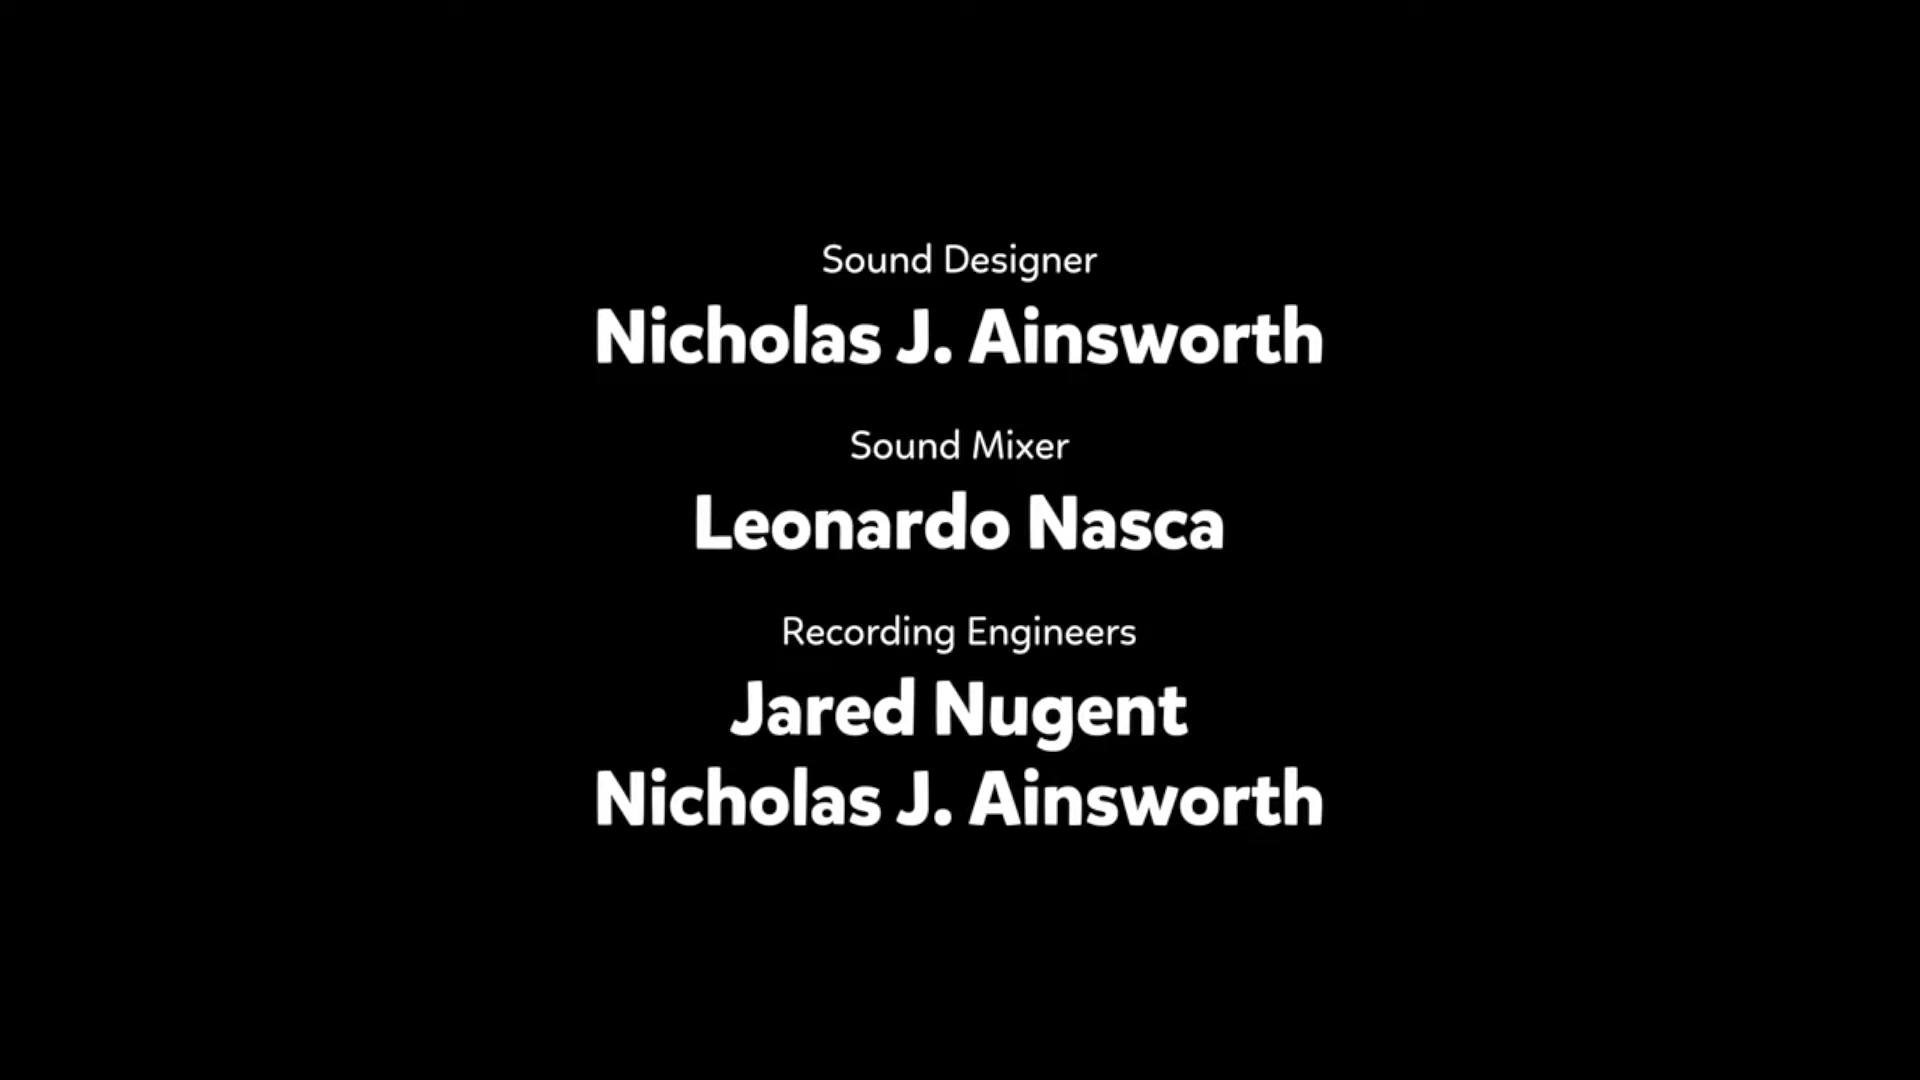 Sound Designer
Nicholas J. Ainsworth
Sound Mixer
Leonardo Nasca
Recording Engineers
Jared Nugent
Nicholas J. Ainsworth